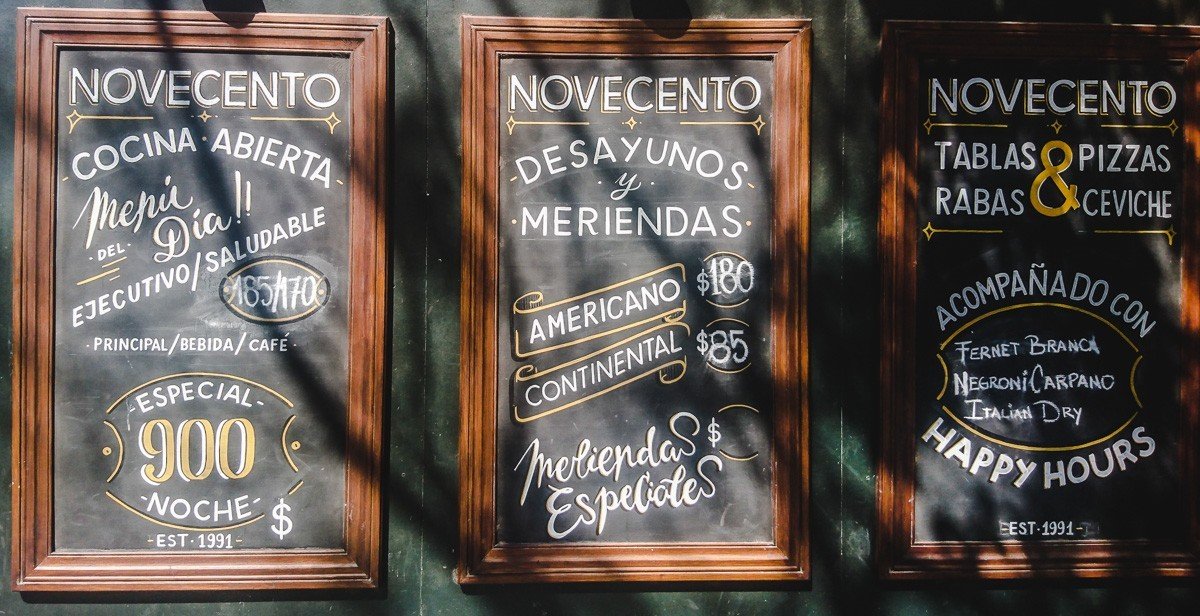 NOVECENTO
COCINA · ABIERTA
Menú
DEL Día!!
EJECUTIVO/SALUDABLE
185/170
· PRINCIPAL/BEBIDA/CAFÉ ·
ESPECIAL
900
-NOCHE-
$
-EST·1991-
NOVECENTO
DESAYUNOS
· y ·
· MERIENDAS ·
AMERICANO $180
CONTINENTAL $85
Meriendas $
Especiales
NOVECENTO
TABLAS & PIZZAS
RABAS CEVICHE
ACOMPAÑADO CON
FERNET BRANCA
NEGRONI CARPANO
ITALIAN DRY
HAPPY HOURS
-EST·1991-